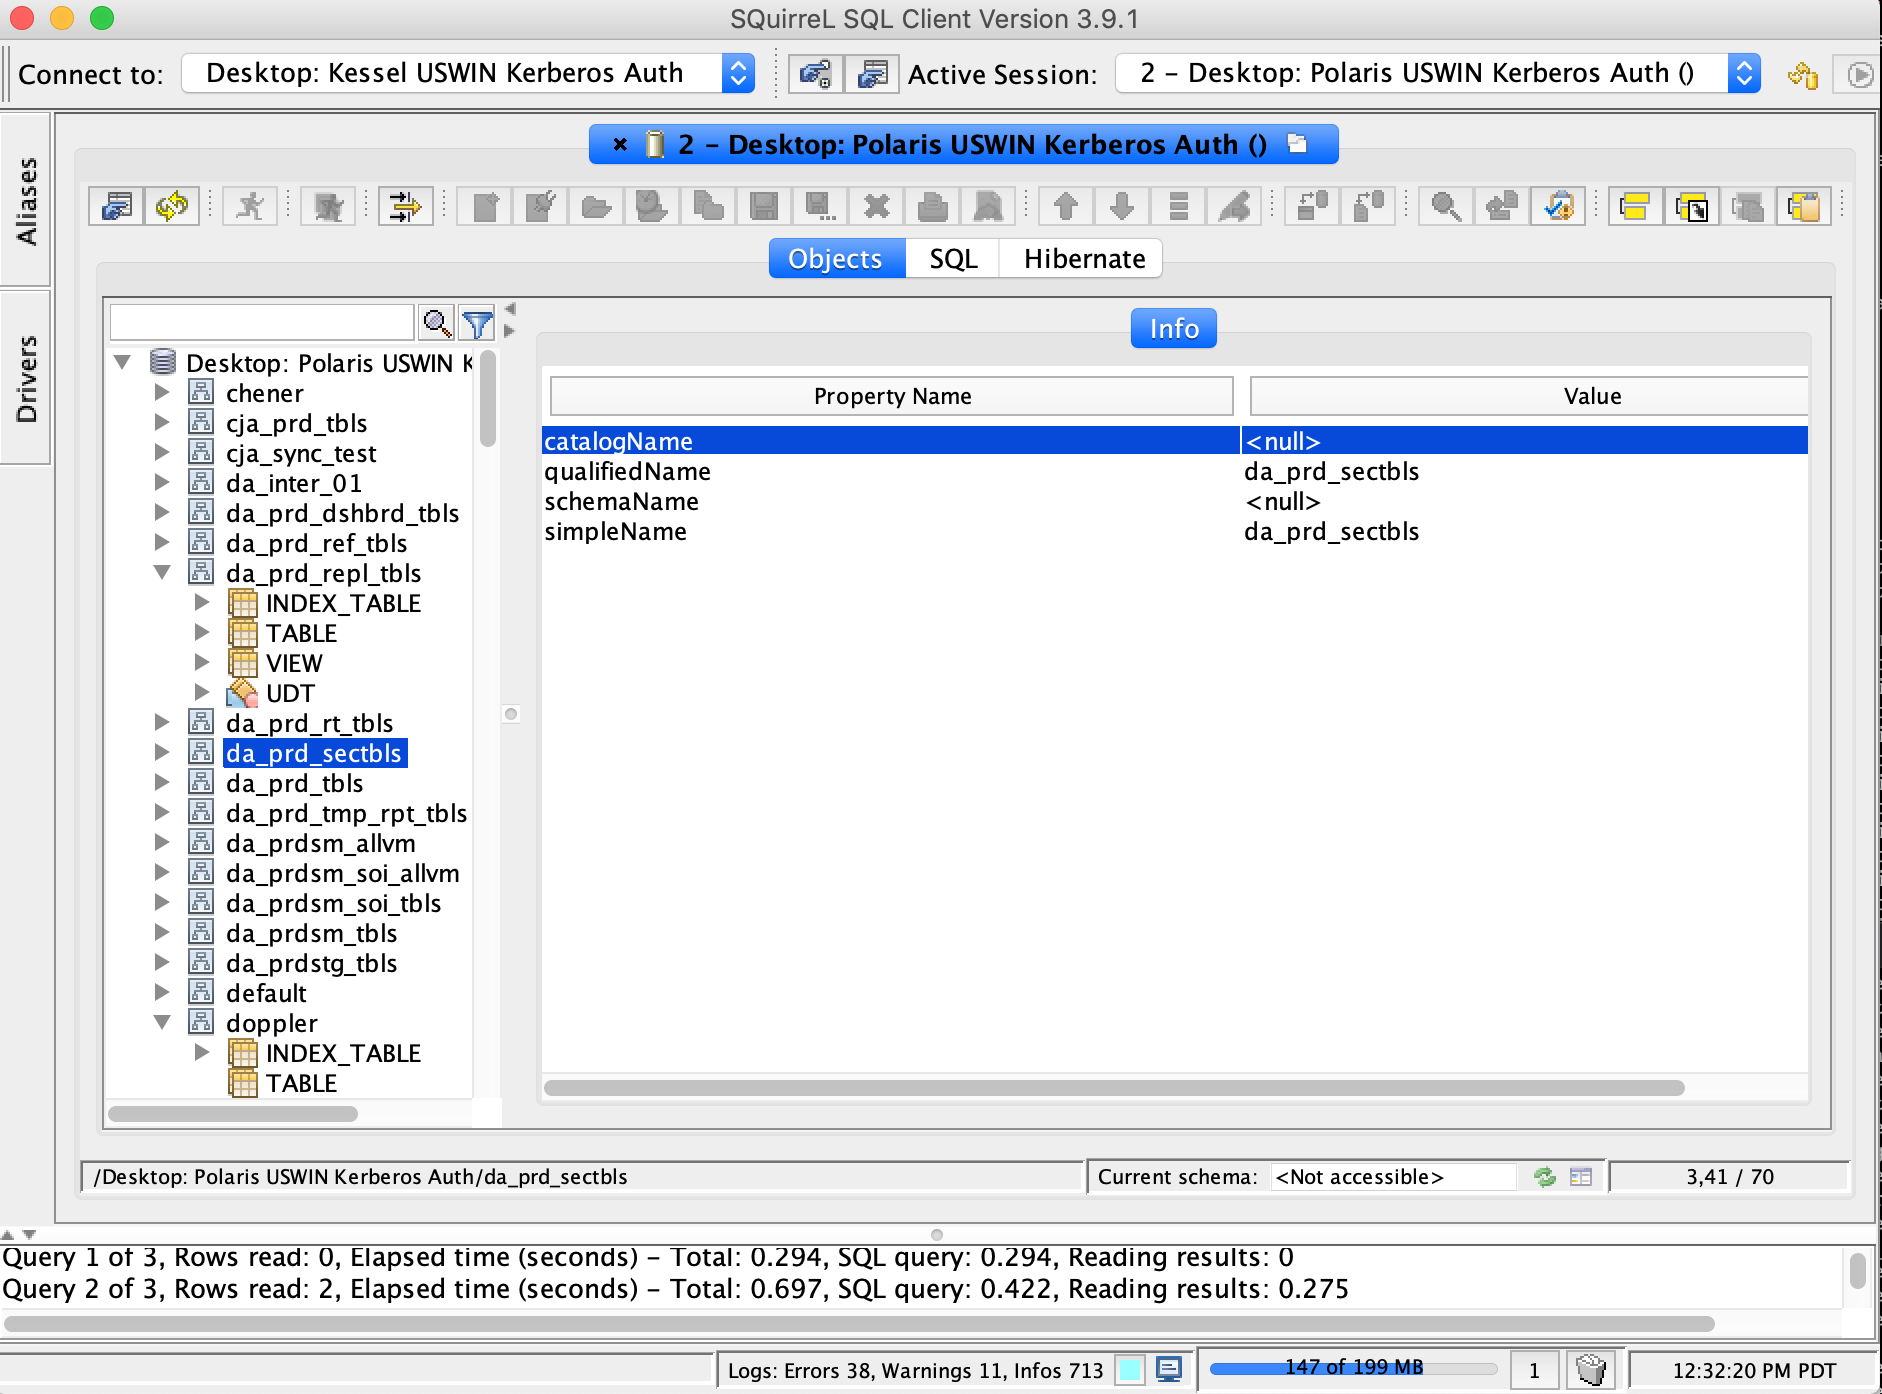 SQuirreL SQL Client Version 3.9.1
Connect to: Desktop: Kessel USWIN Kerberos Auth Active Session: 2 – Desktop: Polaris USWIN Kerberos Auth ()
Aliases
Drivers
2 – Desktop: Polaris USWIN Kerberos Auth ()
Objects SQL Hibernate
Info
Desktop: Polaris USWIN K
chener
cja_prd_tbls
cja_sync_test
da_inter_01
da_prd_dshbrd_tbls
da_prd_ref_tbls
da_prd_repl_tbls
INDEX_TABLE
TABLE
VIEW
UDT
da_prd_rt_tbls
da_prd_sectbls
da_prd_tbls
da_prd_tmp_rpt_tbls
da_prdsm_allvm
da_prdsm_soi_allvm
da_prdsm_soi_tbls
da_prdsm_tbls
da_prdstg_tbls
default
doppler
INDEX_TABLE
TABLE
Property Name Value
catalogName <null>
qualifiedName da_prd_sectbls
schemaName <null>
simpleName da_prd_sectbls
/Desktop: Polaris USWIN Kerberos Auth/da_prd_sectbls Current schema: <Not accessible> 3,41 / 70
Query 1 of 3, Rows read: 0, Elapsed time (seconds) – Total: 0.294, SQL query: 0.294, Reading results: 0
Query 2 of 3, Rows read: 2, Elapsed time (seconds) – Total: 0.697, SQL query: 0.422, Reading results: 0.275
Logs: Errors 38, Warnings 11, Infos 713 147 of 199 MB 1 12:32:20 PM PDT